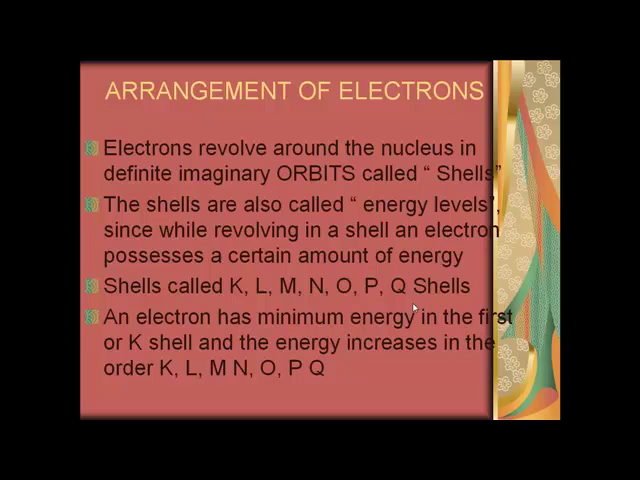 ARRANGEMENT OF ELECTRONS
Electrons revolve around the nucleus in
definite imaginary ORBITS called “ Shells”
The shells are also called “ energy levels”,
since while revolving in a shell an electron
possesses a certain amount of energy
Shells called K, L, M, N, O, P, Q Shells
An electron has minimum energy in the first
or K shell and the energy increases in the
order K, L, M N, O, P Q